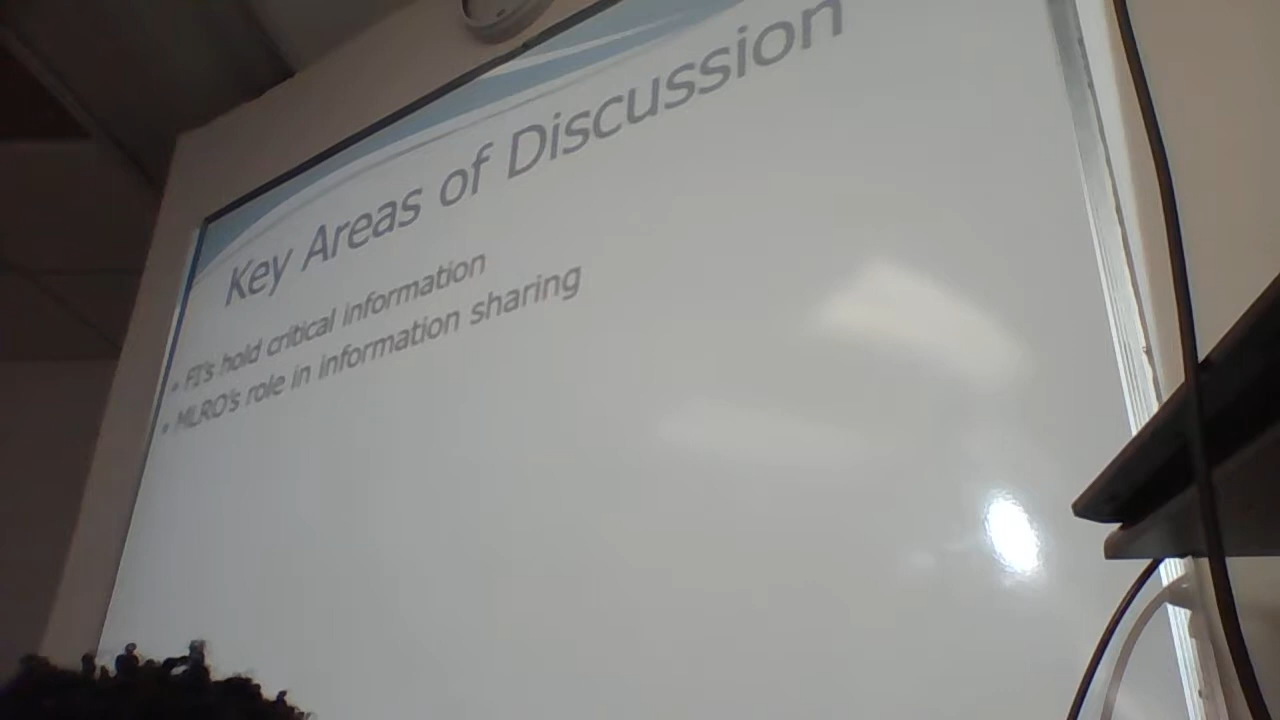 Key Areas of Discussion
• FI's hold critical information
• MLRO's role in information sharing